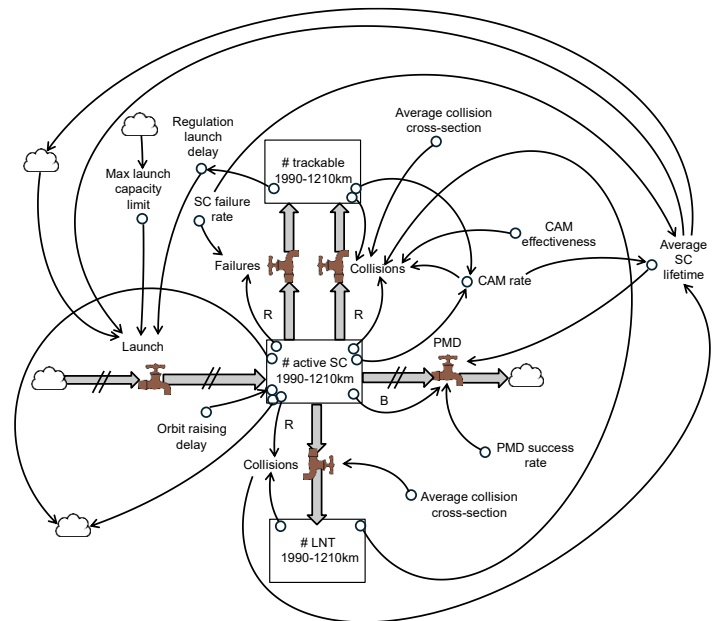 Average collision
cross-section
Regulation
launch
delay
# trackable
1990-1210km
Max launch
capacity
limit
SC failure
rate
CAM
effectiveness
Average
SC
lifetime
Failures
Collisions
CAM rate
R
R
Launch
PMD
# active SC
1990-1210km
B
Orbit raising
delay
R
PMD success
rate
Collisions
Average collision
cross-section
# LNT
1990-1210km